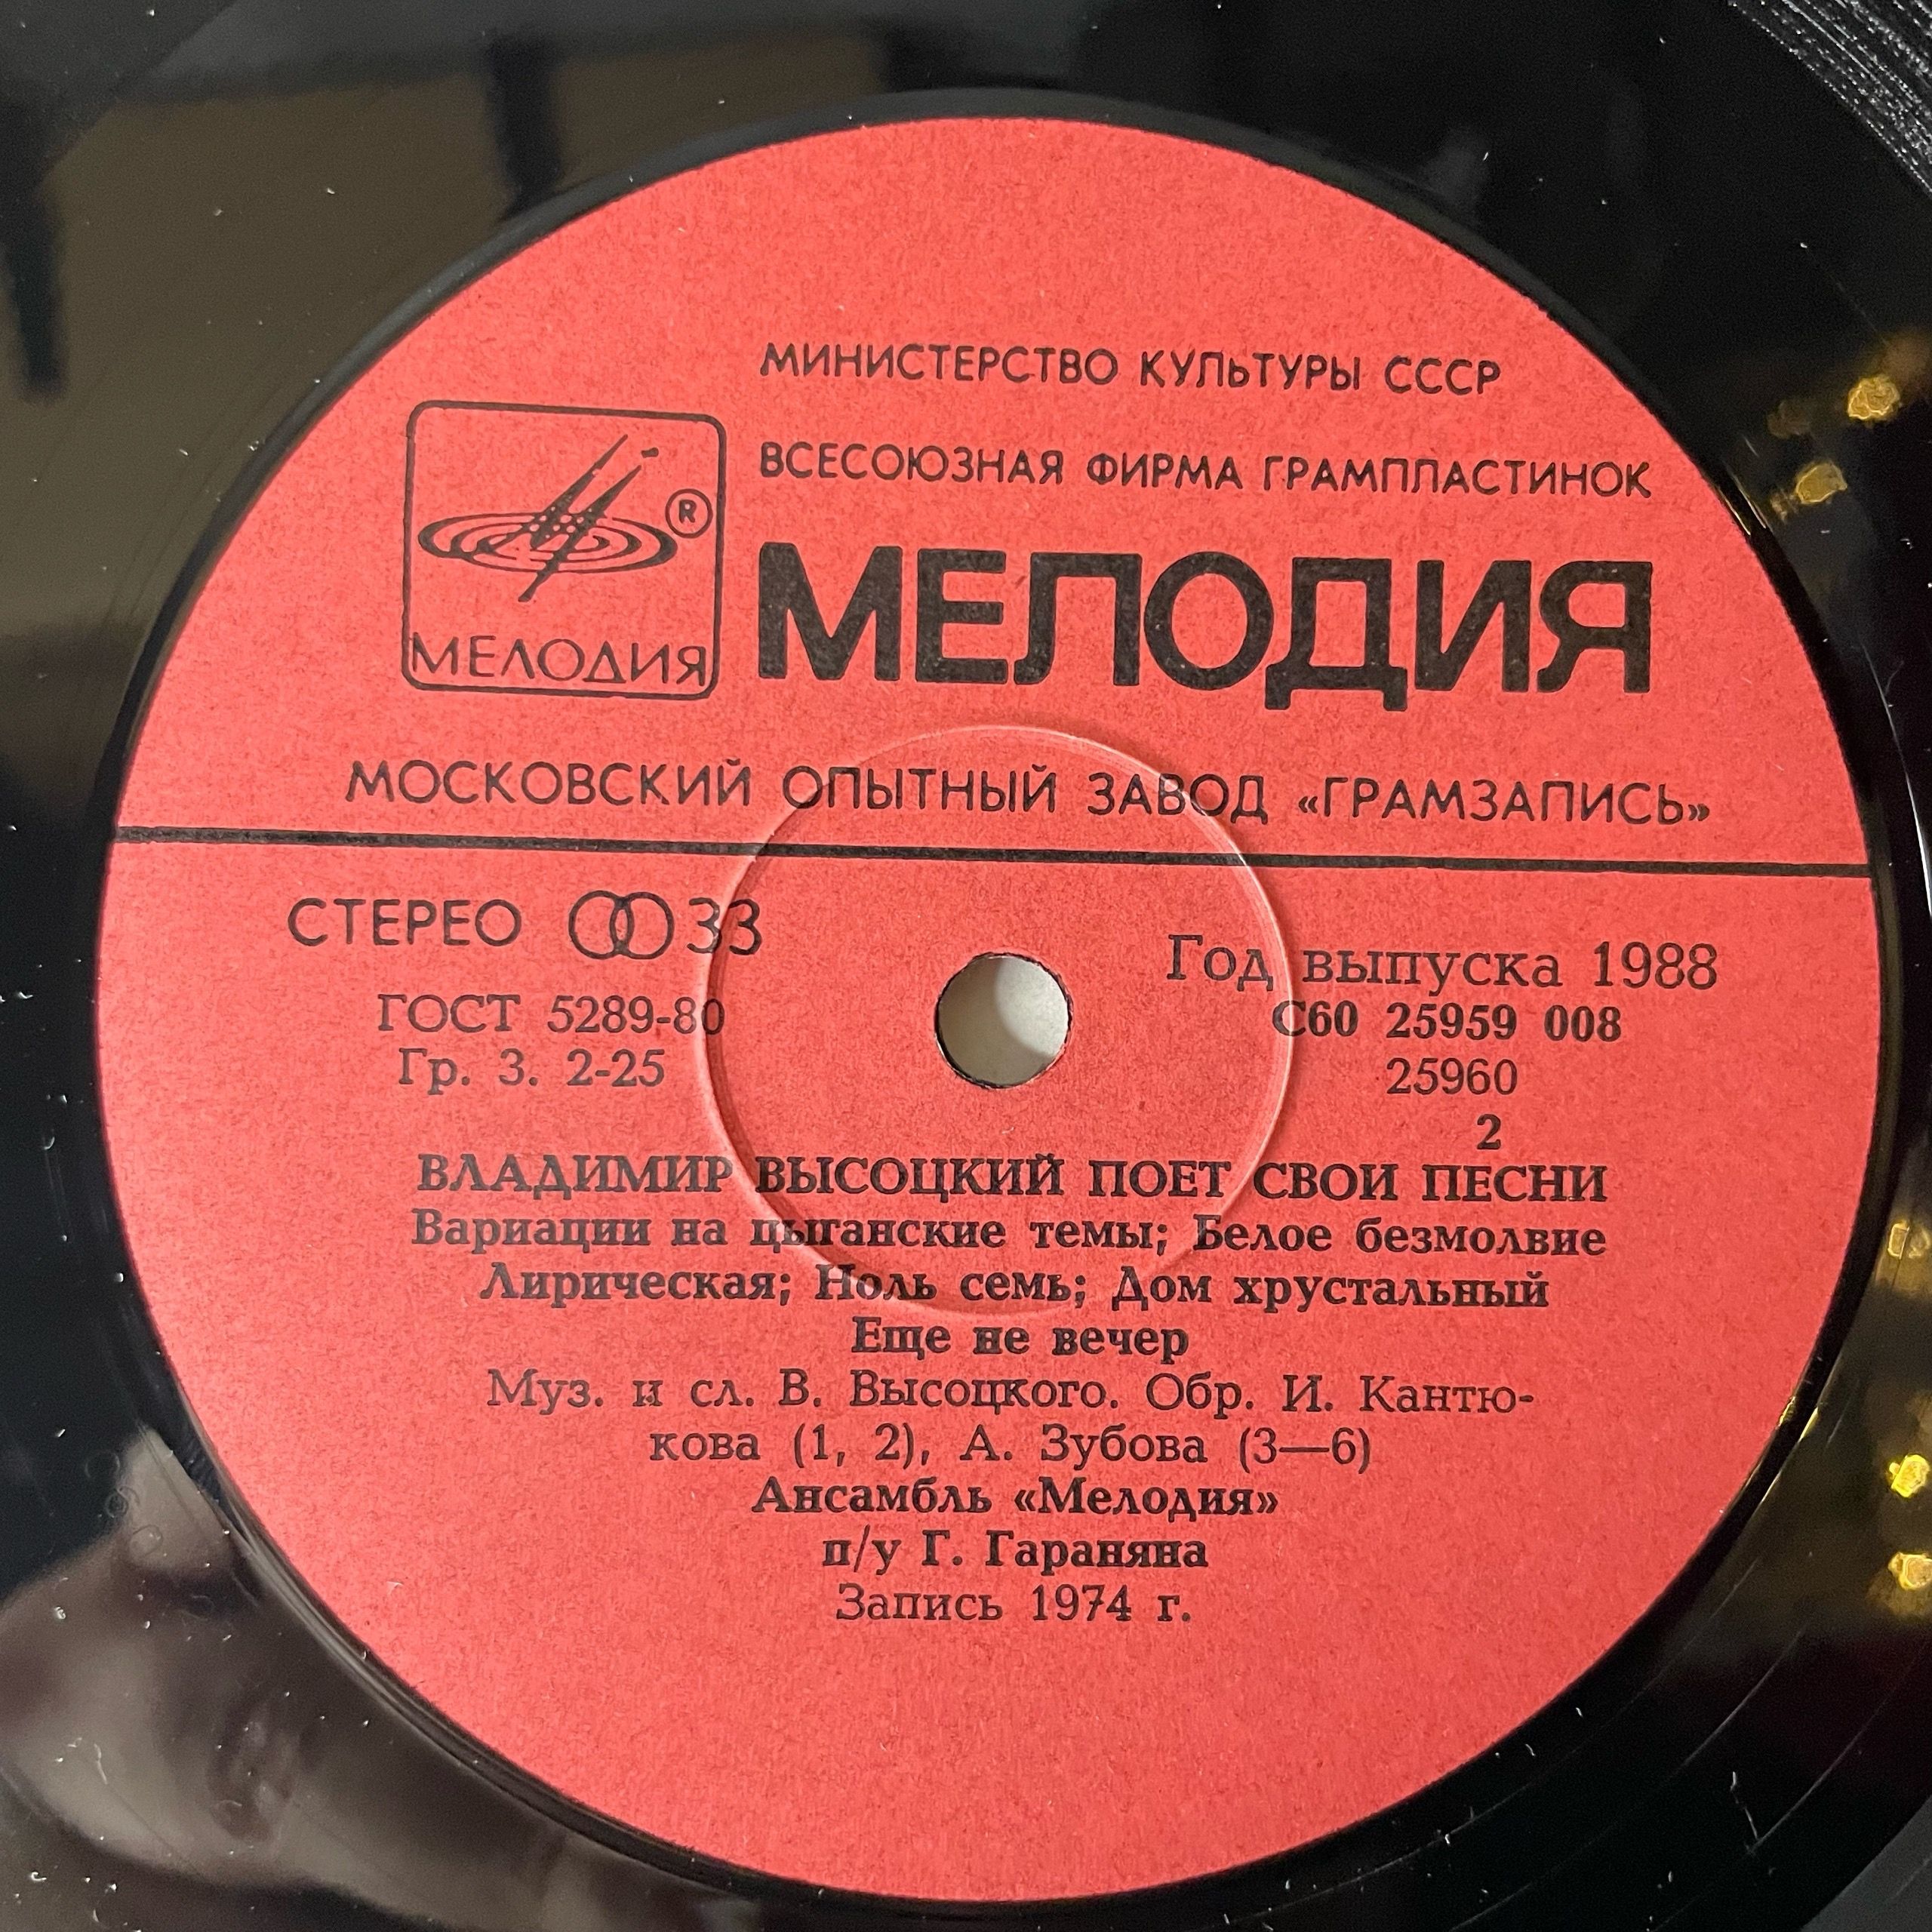 МИНИСТЕРСТВО КУЛЬТУРЫ СССР
ВСЕСОЮЗНАЯ ФИРМА ГРАМПЛАСТИНОК
®
МЕЛОДИЯ
МЕЛОДИЯ
МОСКОВСКИЙ ОПЫТНЫЙ ЗАВОД «ГРАМЗАПИСЬ»
СТЕРЕО 33
Год выпуска 1988
ГОСТ 5289-80
С60 25959 008
Гр. 3. 2-25
25960
2
ВЛАДИМИР ВЫСОЦКИЙ ПОЕТ СВОИ ПЕСНИ
Вариации на цыганские темы; Белое безмолвие
Лирическая; Ноль семь; Дом хрустальный
Еще не вечер
Муз. и сл. В. Высоцкого. Обр. И. Кантю-
кова (1, 2), А. Зубова (3—6)
Ансамбль «Мелодия»
п/у Г. Гараняна
Запись 1974 г.